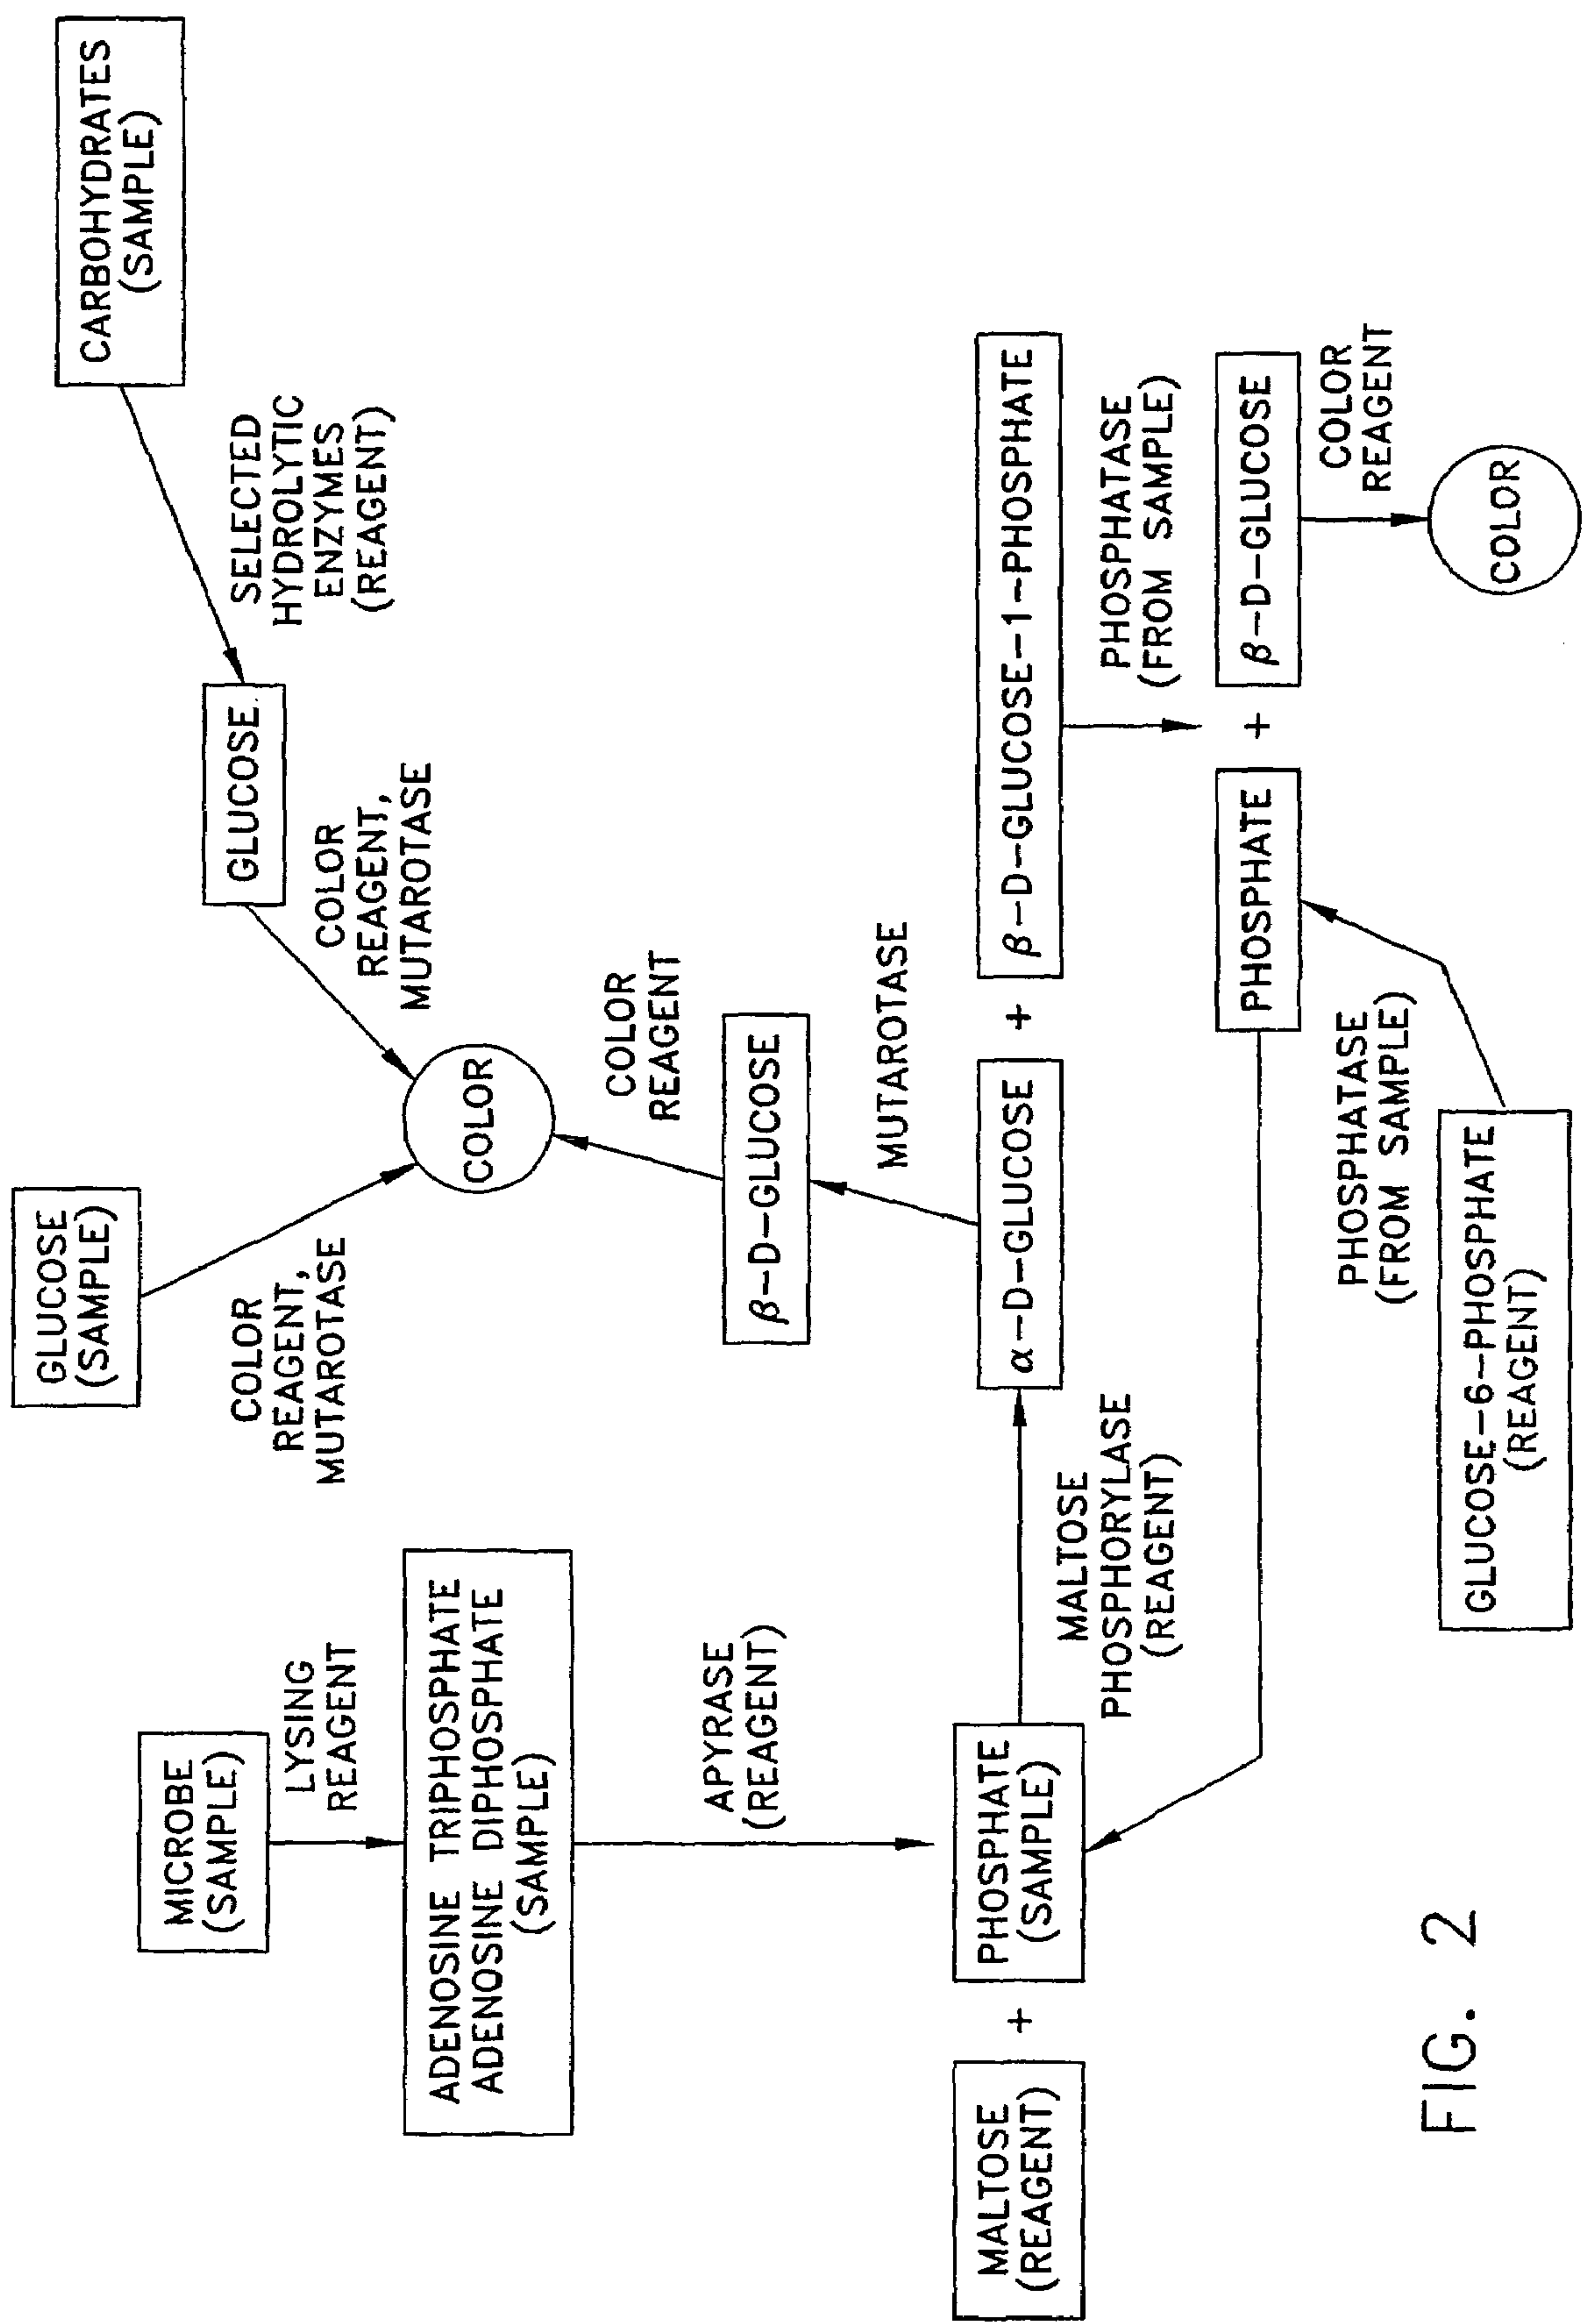 GLUCOSE
(SAMPLE)
CARBOHYDRATES
(SAMPLE)
MICROBE
(SAMPLE)
LYSING
REAGENT
COLOR
REAGENT,
MUTAROTASE
GLUCOSE
SELECTED
HYDROLYTIC
ENZYMES
(REAGENT)
COLOR
REAGENT,
MUTAROTASE
COLOR
ADENOSINE TRIPHOSPHATE
ADENOSINE DIPHOSPHATE
(SAMPLE)
COLOR
REAGENT
APYRASE
(REAGENT)
β-D-GLUCOSE
MUTAROTASE
MALTOSE
(REAGENT)
+
PHOSPHATE
(SAMPLE)
MALTOSE
PHOSPHORYLASE
(REAGENT)
α-D-GLUCOSE
+
β-D-GLUCOSE-1-PHOSPHATE
PHOSPHATASE
(FROM SAMPLE)
PHOSPHATE
+
β-D-GLUCOSE
PHOSPHATASE
(FROM SAMPLE)
COLOR
REAGENT
GLUCOSE-6-PHOSPHATE
(REAGENT)
COLOR
FIG. 2